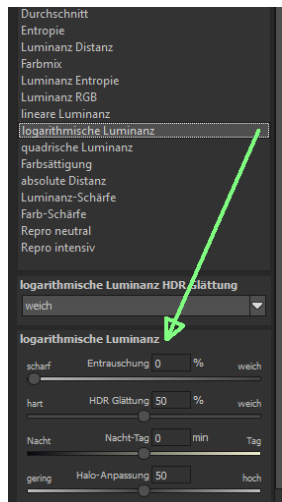 Durchschnitt
Entropie
Luminanz Distanz
Farbmix
Luminanz Entropie
Luminanz RGB
lineare Luminanz
logarithmische Luminanz
quadrische Luminanz
Farbsättigung
absolute Distanz
Luminanz-Schärfe
Farb-Schärfe
Repro neutral
Repro intensiv
logarithmische Luminanz HDR Glättung
weich
logarithmische Luminanz
scharf Entrauschung 0 % weich
hart HDR Glättung 50 % weich
Nacht Nacht-Tag 0 min Tag
gering Halo-Anpassung 50 hoch